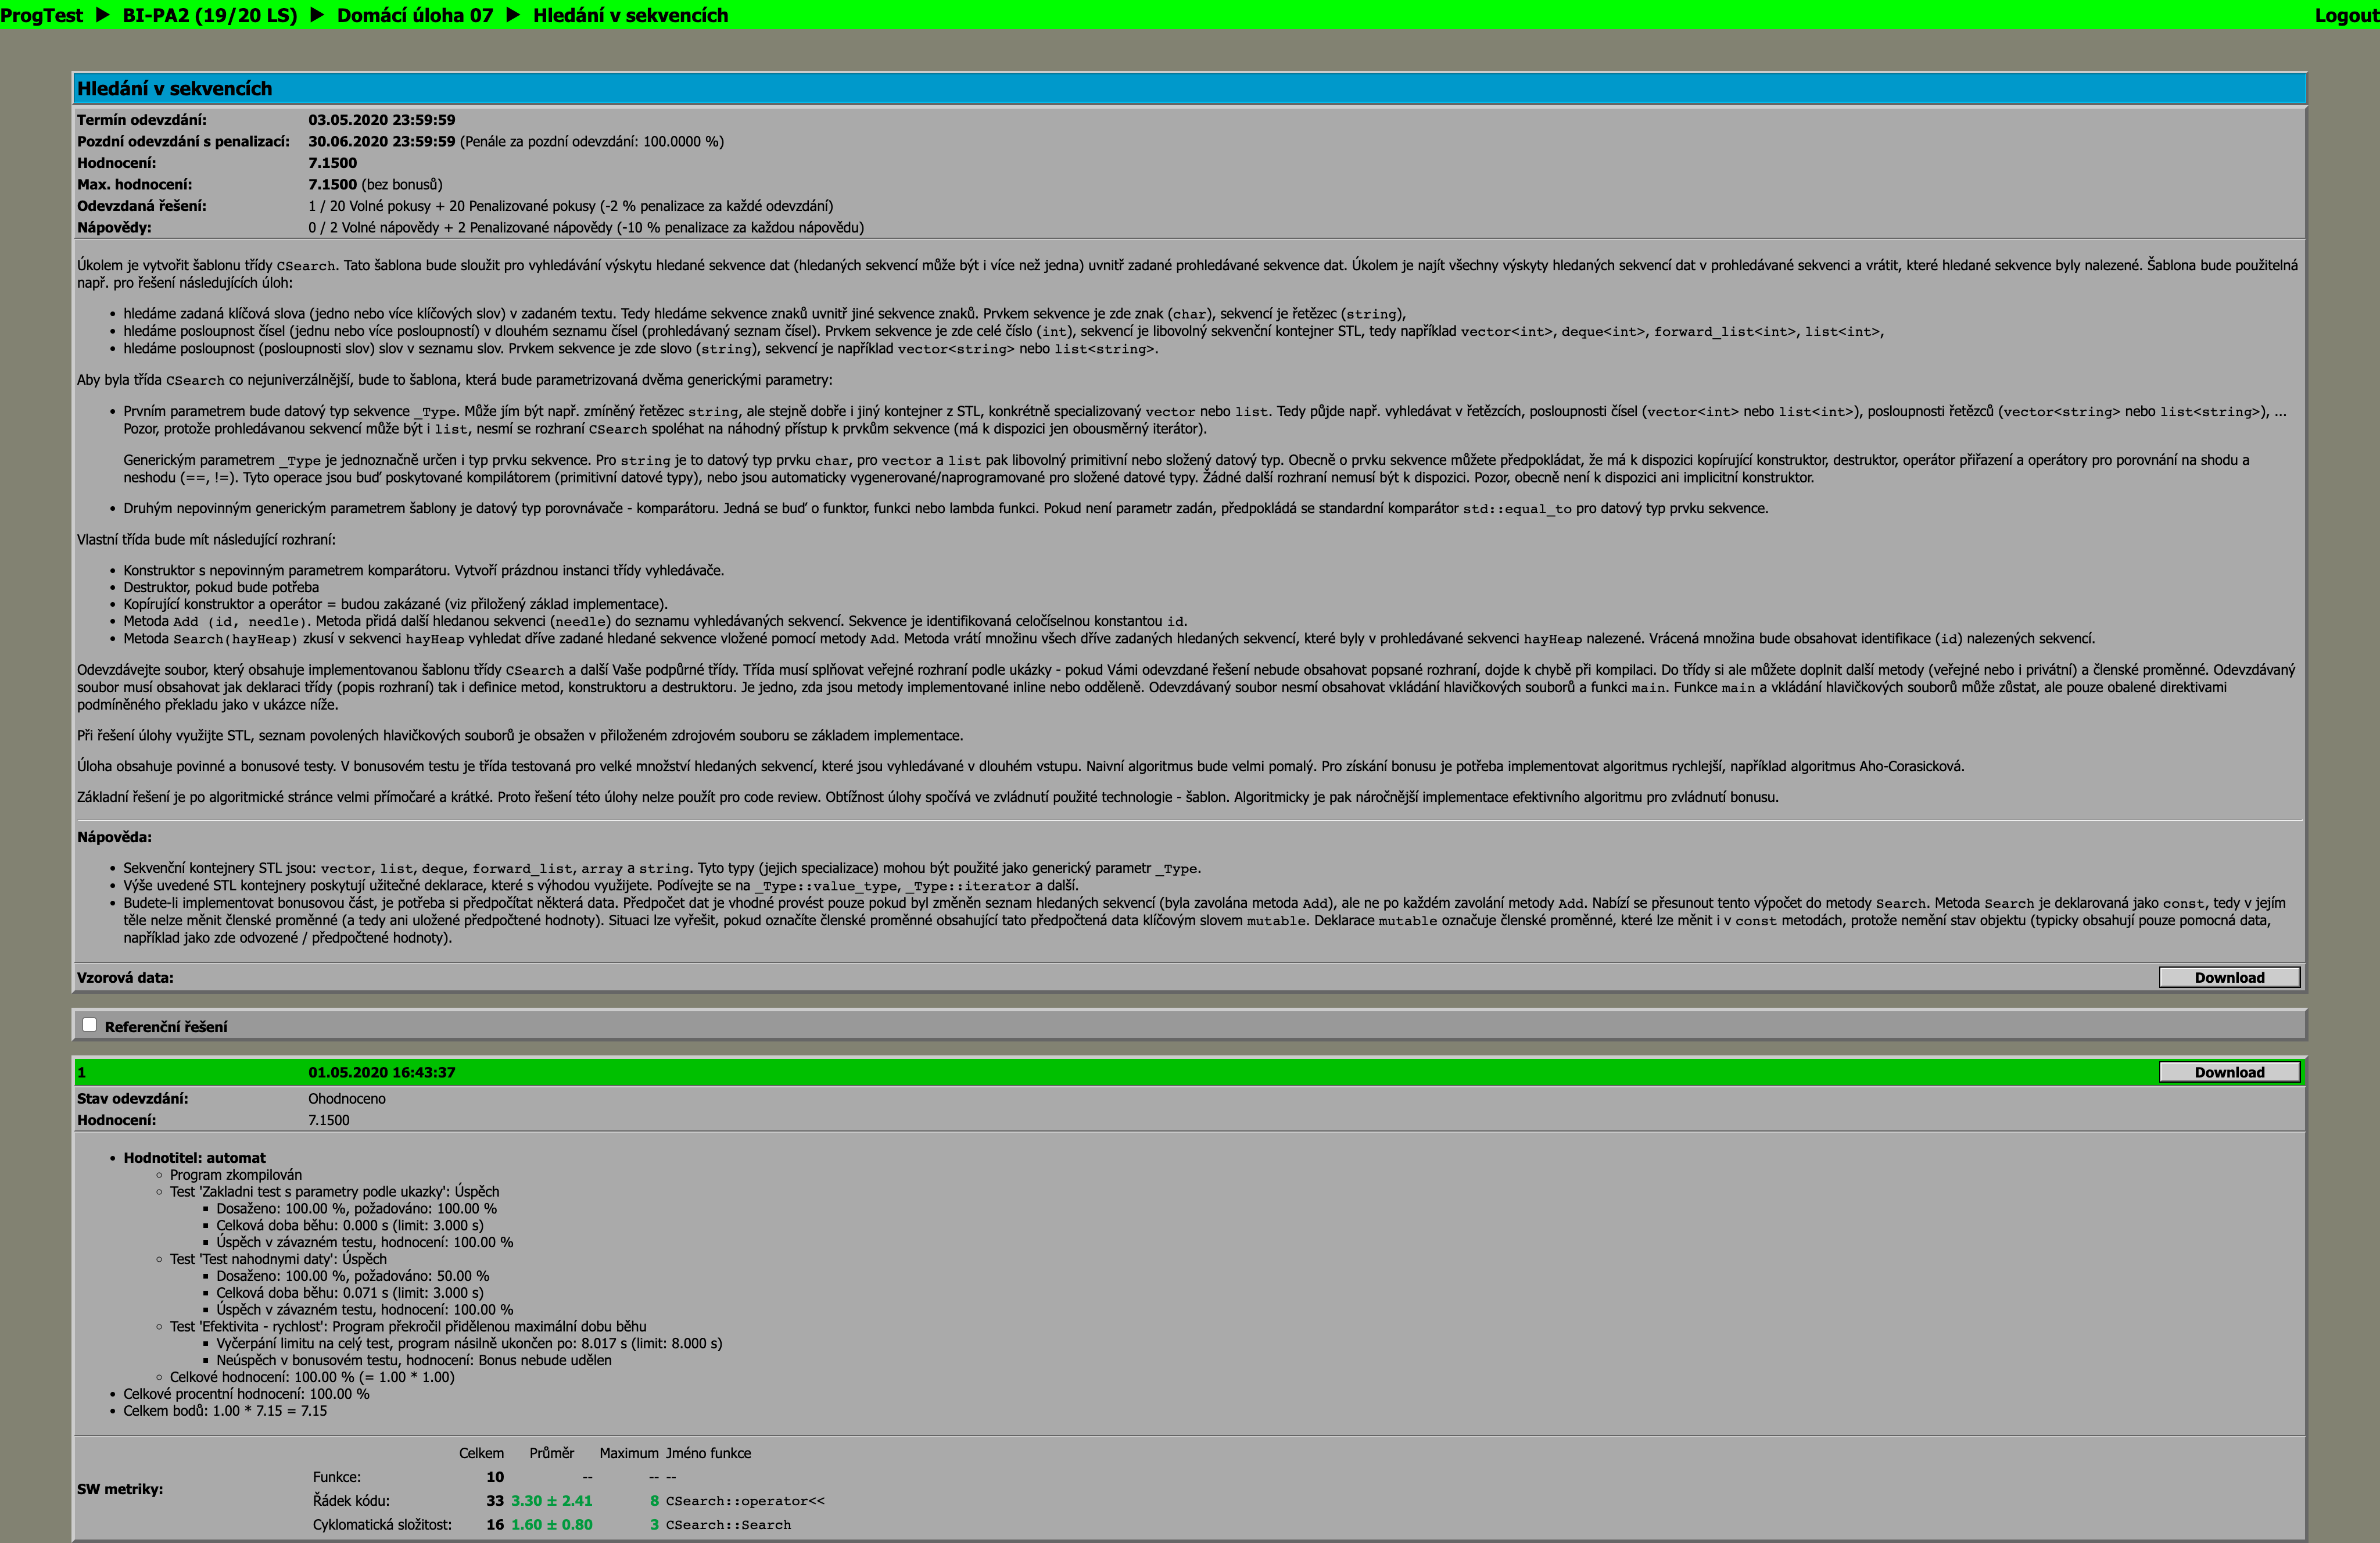 ProgTest ▶ BI-PA2 (19/20 LS) ▶ Domácí úloha 07 ▶ Hledání v sekvencích Logout
Hledání v sekvencích
Termín odevzdání: 03.05.2020 23:59:59
Pozdní odevzdání s penalizací: 30.06.2020 23:59:59 (Penále za pozdní odevzdání: 100.0000 %)
Hodnocení: 7.1500
Max. hodnocení: 7.1500 (bez bonusů)
Odevzdaná řešení: 1 / 20 Volné pokusy + 20 Penalizované pokusy (-2 % penalizace za každé odevzdání)
Nápovědy: 0 / 2 Volné nápovědy + 2 Penalizované nápovědy (-10 % penalizace za každou nápovědu)
Úkolem je vytvořit šablonu třídy CSearch. Tato šablona bude sloužit pro vyhledávání výskytu hledané sekvence dat (hledaných sekvencí může být i více než jedna) uvnitř zadané prohledávané sekvence dat. Úkolem je najít všechny výskyty hledaných sekvencí dat v prohledávané sekvenci a vrátit, které hledané sekvence byly nalezené. Šablona bude použitelná
např. pro řešení následujících úloh:
• hledáme zadaná klíčová slova (jedno nebo více klíčových slov) v zadaném textu. Tedy hledáme sekvence znaků uvnitř jiné sekvence znaků. Prvkem sekvence je zde znak (char), sekvencí je řetězec (string),
• hledáme posloupnost čísel (jednu nebo více posloupností) v dlouhém seznamu čísel (prohledávaný seznam čísel). Prvkem sekvence je zde celé číslo (int), sekvencí je libovolný sekvenční kontejner STL, tedy například vector<int>, deque<int>, forward_list<int>, list<int>,
• hledáme posloupnost (posloupnosti slov) slov v seznamu slov. Prvkem sekvence je zde slovo (string), sekvencí je například vector<string> nebo list<string>.
Aby byla třída CSearch co nejuniverzálnější, bude to šablona, která bude parametrizovaná dvěma generickými parametry:
• Prvním parametrem bude datový typ sekvence _Type. Může jím být např. zmíněný řetězec string, ale stejně dobře i jiný kontejner z STL, konkrétně specializovaný vector nebo list. Tedy půjde např. vyhledávat v řetězcích, posloupnosti čísel (vector<int> nebo list<int>), posloupnosti řetězců (vector<string> nebo list<string>), ...
Pozor, protože prohledávanou sekvencí může být i list, nesmí se rozhraní CSearch spoléhat na náhodný přístup k prvkům sekvence (má k dispozici jen obousměrný iterátor).
Generickým parametrem _Type je jednoznačně určen i typ prvku sekvence. Pro string je to datový typ prvku char, pro vector a list pak libovolný primitivní nebo složený datový typ. Obecně o prvku sekvence můžete předpokládat, že má k dispozici kopírující konstruktor, destruktor, operátor přiřazení a operátory pro porovnání na shodu a
neshodu (==, !=). Tyto operace jsou buď poskytované kompilátorem (primitivní datové typy), nebo jsou automaticky vygenerované/naprogramované pro složené datové typy. Žádné další rozhraní nemusí být k dispozici. Pozor, obecně není k dispozici ani implicitní konstruktor.
• Druhým nepovinným generickým parametrem šablony je datový typ porovnávače - komparátoru. Jedná se buď o funktor, funkci nebo lambda funkci. Pokud není parametr zadán, předpokládá se standardní komparátor std::equal_to pro datový typ prvku sekvence.
Vlastní třída bude mít následující rozhraní:
• Konstruktor s nepovinným parametrem komparátoru. Vytvoří prázdnou instanci třídy vyhledávače.
• Destruktor, pokud bude potřeba
• Kopírující konstruktor a operátor = budou zakázané (viz přiložený základ implementace).
• Metoda Add (id, needle). Metoda přidá další hledanou sekvenci (needle) do seznamu vyhledávaných sekvencí. Sekvence je identifikovaná celočíselnou konstantou id.
• Metoda Search(hayHeap) zkusí v sekvenci hayHeap vyhledat dříve zadané hledané sekvence vložené pomocí metody Add. Metoda vrátí množinu všech dříve zadaných hledaných sekvencí, které byly v prohledávané sekvenci hayHeap nalezené. Vrácená množina bude obsahovat identifikace (id) nalezených sekvencí.
Odevzdávejte soubor, který obsahuje implementovanou šablonu třídy CSearch a další Vaše podpůrné třídy. Třída musí splňovat veřejné rozhraní podle ukázky - pokud Vámi odevzdané řešení nebude obsahovat popsané rozhraní, dojde k chybě při kompilaci. Do třídy si ale můžete doplnit další metody (veřejné nebo i privátní) a členské proměnné. Odevzdávaný
soubor musí obsahovat jak deklaraci třídy (popis rozhraní) tak i definice metod, konstruktoru a destruktoru. Je jedno, zda jsou metody implementované inline nebo odděleně. Odevzdávaný soubor nesmí obsahovat vkládání hlavičkových souborů a funkci main. Funkce main a vkládání hlavičkových souborů může zůstat, ale pouze obalené direktivami
podmíněného překladu jako v ukázce níže.
Při řešení úlohy využijte STL, seznam povolených hlavičkových souborů je obsažen v přiloženém zdrojovém souboru se základem implementace.
Úloha obsahuje povinné a bonusové testy. V bonusovém testu je třída testovaná pro velké množství hledaných sekvencí, které jsou vyhledávané v dlouhém vstupu. Naivní algoritmus bude velmi pomalý. Pro získání bonusu je potřeba implementovat algoritmus rychlejší, například algoritmus Aho-Corasicková.
Základní řešení je po algoritmické stránce velmi přímočaré a krátké. Proto řešení této úlohy nelze použít pro code review. Obtížnost úlohy spočívá ve zvládnutí použité technologie - šablon. Algoritmicky je pak náročnější implementace efektivního algoritmu pro zvládnutí bonusu.
Nápověda:
• Sekvenční kontejnery STL jsou: vector, list, deque, forward_list, array a string. Tyto typy (jejich specializace) mohou být použité jako generický parametr _Type.
• Výše uvedené STL kontejnery poskytují užitečné deklarace, které s výhodou využijete. Podívejte se na _Type::value_type, _Type::iterator a další.
• Budete-li implementovat bonusovou část, je potřeba si předpočítat některá data. Předpočet dat je vhodné provést pouze pokud byl změněn seznam hledaných sekvencí (byla zavolána metoda Add), ale ne po každém zavolání metody Add. Nabízí se přesunout tento výpočet do metody Search. Metoda Search je deklarovaná jako const, tedy v jejím
těle nelze měnit členské proměnné (a tedy ani uložené předpočtené hodnoty). Situaci lze vyřešit, pokud označíte členské proměnné obsahující tato předpočtená data klíčovým slovem mutable. Deklarace mutable označuje členské proměnné, které lze měnit i v const metodách, protože nemění stav objektu (typicky obsahují pouze pomocná data,
například jako zde odvozené / předpočtené hodnoty).
Vzorová data: Download
Referenční řešení
1 01.05.2020 16:43:37 Download
Stav odevzdání: Ohodnoceno
Hodnocení: 7.1500
• Hodnotitel: automat
◦ Program zkompilován
◦ Test 'Zakladni test s parametry podle ukazky': Úspěch
▪ Dosaženo: 100.00 %, požadováno: 100.00 %
▪ Celková doba běhu: 0.000 s (limit: 3.000 s)
▪ Úspěch v závazném testu, hodnocení: 100.00 %
◦ Test 'Test nahodnymi daty': Úspěch
▪ Dosaženo: 100.00 %, požadováno: 50.00 %
▪ Celková doba běhu: 0.071 s (limit: 3.000 s)
▪ Úspěch v závazném testu, hodnocení: 100.00 %
◦ Test 'Efektivita - rychlost': Program překročil přidělenou maximální dobu běhu
▪ Vyčerpání limitu na celý test, program násilně ukončen po: 8.017 s (limit: 8.000 s)
▪ Neúspěch v bonusovém testu, hodnocení: Bonus nebude udělen
◦ Celkové hodnocení: 100.00 % (= 1.00 * 1.00)
• Celkové procentní hodnocení: 100.00 %
• Celkem bodů: 1.00 * 7.15 = 7.15
SW metriky:
Celkem Průměr Maximum Jméno funkce
Funkce: 10 -- -- --
Řádek kódu: 33 3.30 ± 2.41 8 CSearch::operator<<
Cyklomatická složitost: 16 1.60 ± 0.80 3 CSearch::Search